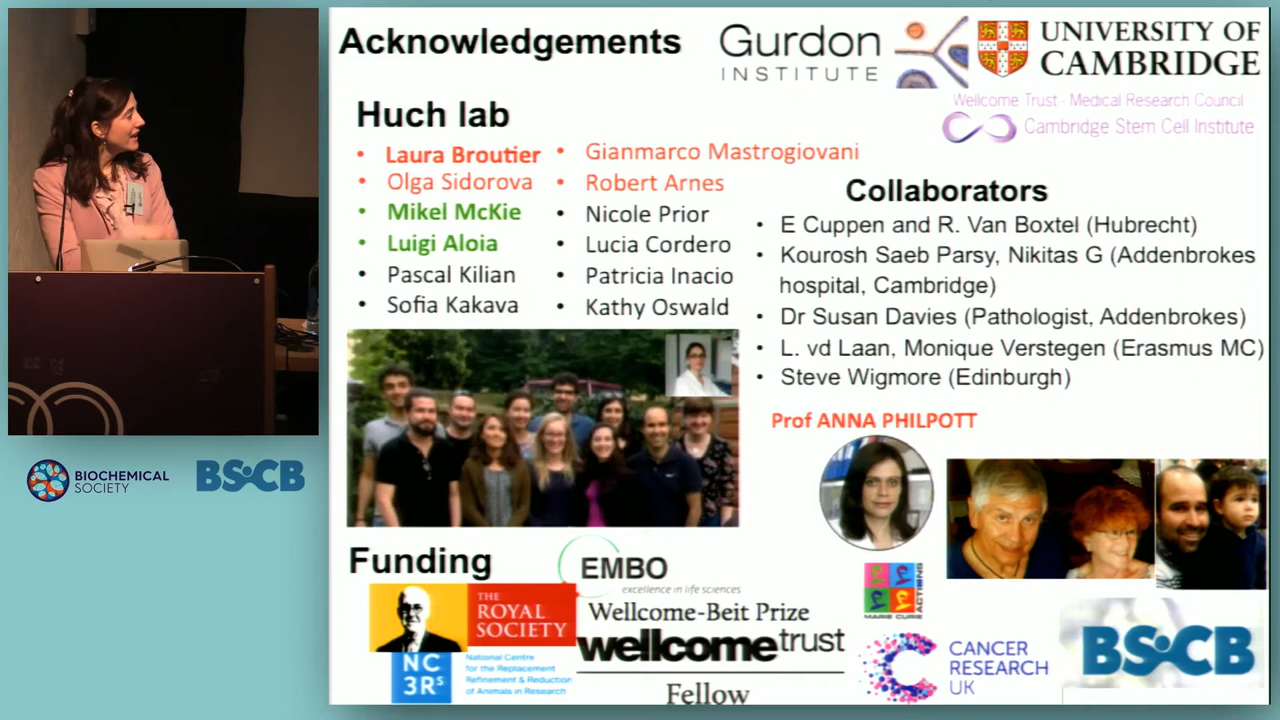 Acknowledgements
Gurdon
INSTITUTE
UNIVERSITY OF
CAMBRIDGE
Wellcome Trust - Medical Research Council
Cambridge Stem Cell Institute
Huch lab
• Laura Broutier
• Olga Sidorova
• Mikel McKie
• Luigi Aloia
• Pascal Kilian
• Sofia Kakava
• Gianmarco Mastrogiovani
• Robert Arnes
• Nicole Prior
• Lucia Cordero
• Patricia Inacio
• Kathy Oswald
Collaborators
• E Cuppen and R. Van Boxtel (Hubrecht)
• Kourosh Saeb Parsy, Nikitas G (Addenbrokes
hospital, Cambridge)
• Dr Susan Davies (Pathologist, Addenbrokes)
• L. vd Laan, Monique Verstegen (Erasmus MC)
• Steve Wigmore (Edinburgh)
Prof ANNA PHILPOTT
Funding
THE
ROYAL
SOCIETY
NC
3Rs
National Centre
for the Replacement
Refinement & Reduction
of Animals in Research
EMBO
excellence in life sciences
Wellcome-Beit Prize
wellcometrust
Fellow
MARIE CURIE
ACTIONS
CANCER
RESEARCH
UK
BSCB
BIOCHEMICAL
SOCIETY
BSCB